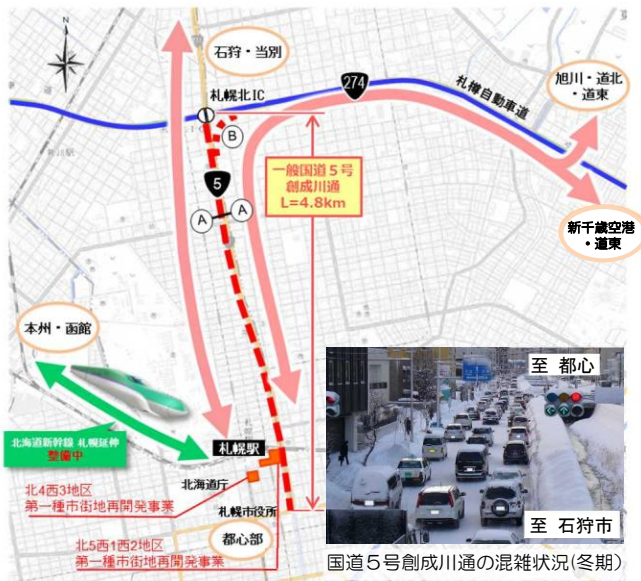 石狩・当別
札幌北IC
274
札樽自動車道
旭川・道北
・道東
B
一般国道5号
創成川通
L=4.8km
5
A
A
新千歳空港
・道東
本州・函館
至 都心
北海道新幹線 札幌延伸
整備中
札幌駅
北海道庁
北4西3地区
第一種市街地再開発事業
札幌市役所
都心部
北5西1西2地区
第一種市街地再開発事業
至 石狩市
国道5号創成川通の混雑状況(冬期)